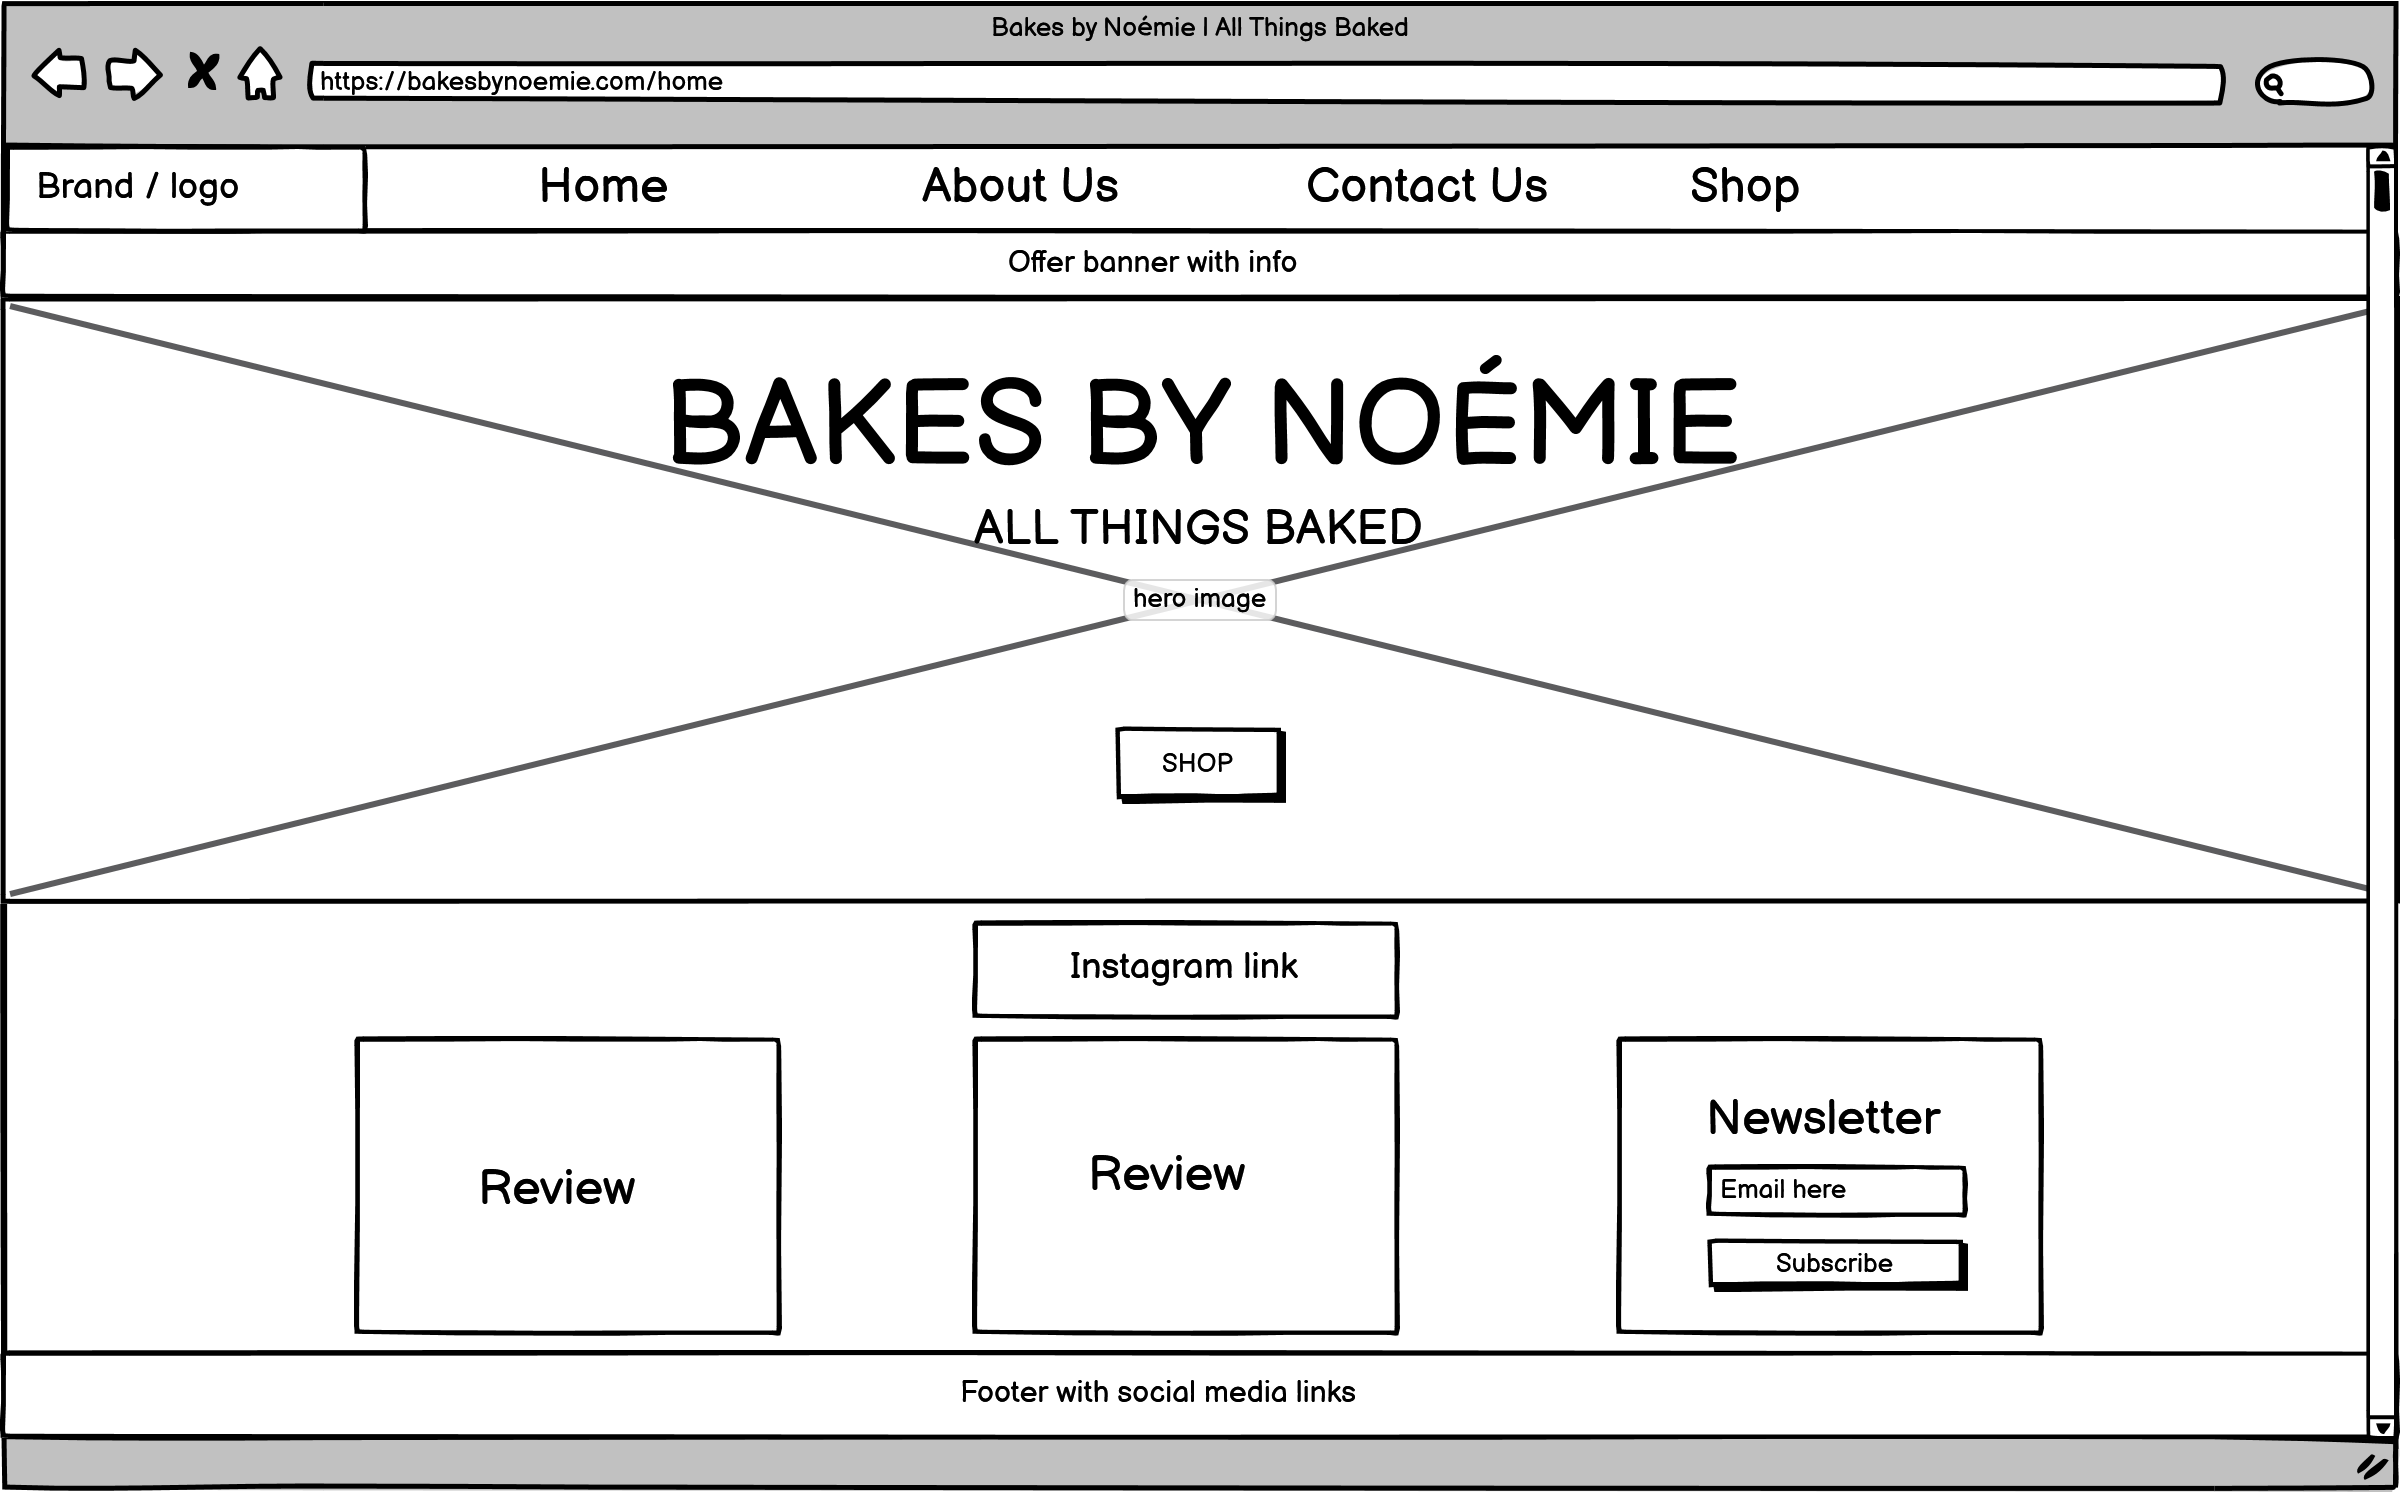 Bakes by Noémie | All Things Baked
https://bakesbynoemie.com/home
Brand / logo
Home
About Us
Contact Us
Shop
Offer banner with info
BAKES BY NOÉMIE
ALL THINGS BAKED
hero image
SHOP
Instagram link
Review
Review
Newsletter
Email here
Subscribe
Footer with social media links